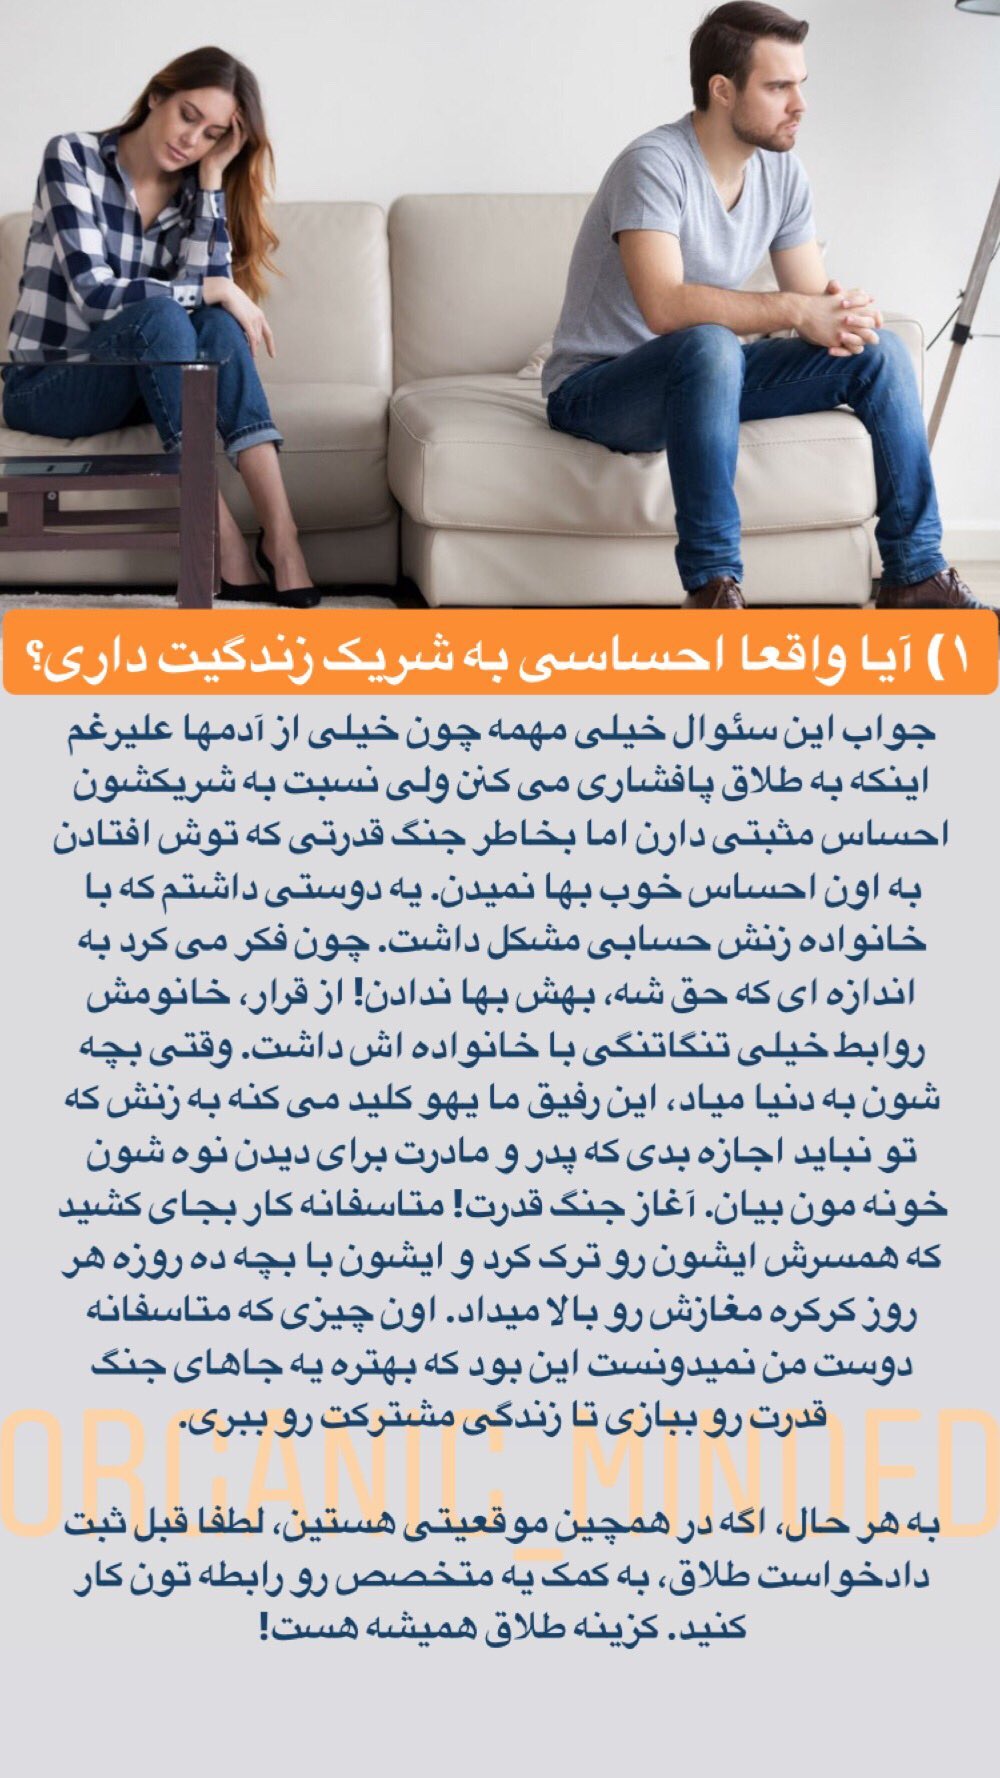 ۱) آیا واقعا احساسی به شریک زندگیت داری؟
جواب این سئوال خیلی مهمه چون خیلی از آدمها علیرغم
اینکه به طلاق پافشاری می کنن ولی نسبت به شریکشون
احساس مثبتی دارن اما بخاطر جنگ قدرتی که توش افتادن
به اون احساس خوب بها نمیدن. یه دوستی داشتم که با
خانواده زنش حسابی مشکل داشت. چون فکر می کرد به
اندازه ای که حق شه، بهش بها ندادن! از قرار، خانومش
روابط خیلی تنگاتنگی با خانواده اش داشت. وقتی بچه
شون به دنیا میاد، این رفیق ما یهو کلید می کنه به زنش که
تو نباید اجازه بدی که پدر و مادرت برای دیدن نوه شون
خونه مون بیان. آغاز جنگ قدرت! متاسفانه کار بجای کشید
که همسرش ایشون رو ترک کرد و ایشون با بچه ده روزه هر
روز کرکره مغازش رو بالا میداد. اون چیزی که متاسفانه
دوست من نمیدونست این بود که بهتره یه جاهای جنگ
قدرت رو ببازی تا زندگی مشترکت رو ببری.
ORGANIC_MINDED
به هر حال، اگه در همچین موقعیتی هستین، لطفا قبل ثبت
دادخواست طلاق، به کمک یه متخصص رو رابطه تون کار
کنید. کزینه طلاق همیشه هست!